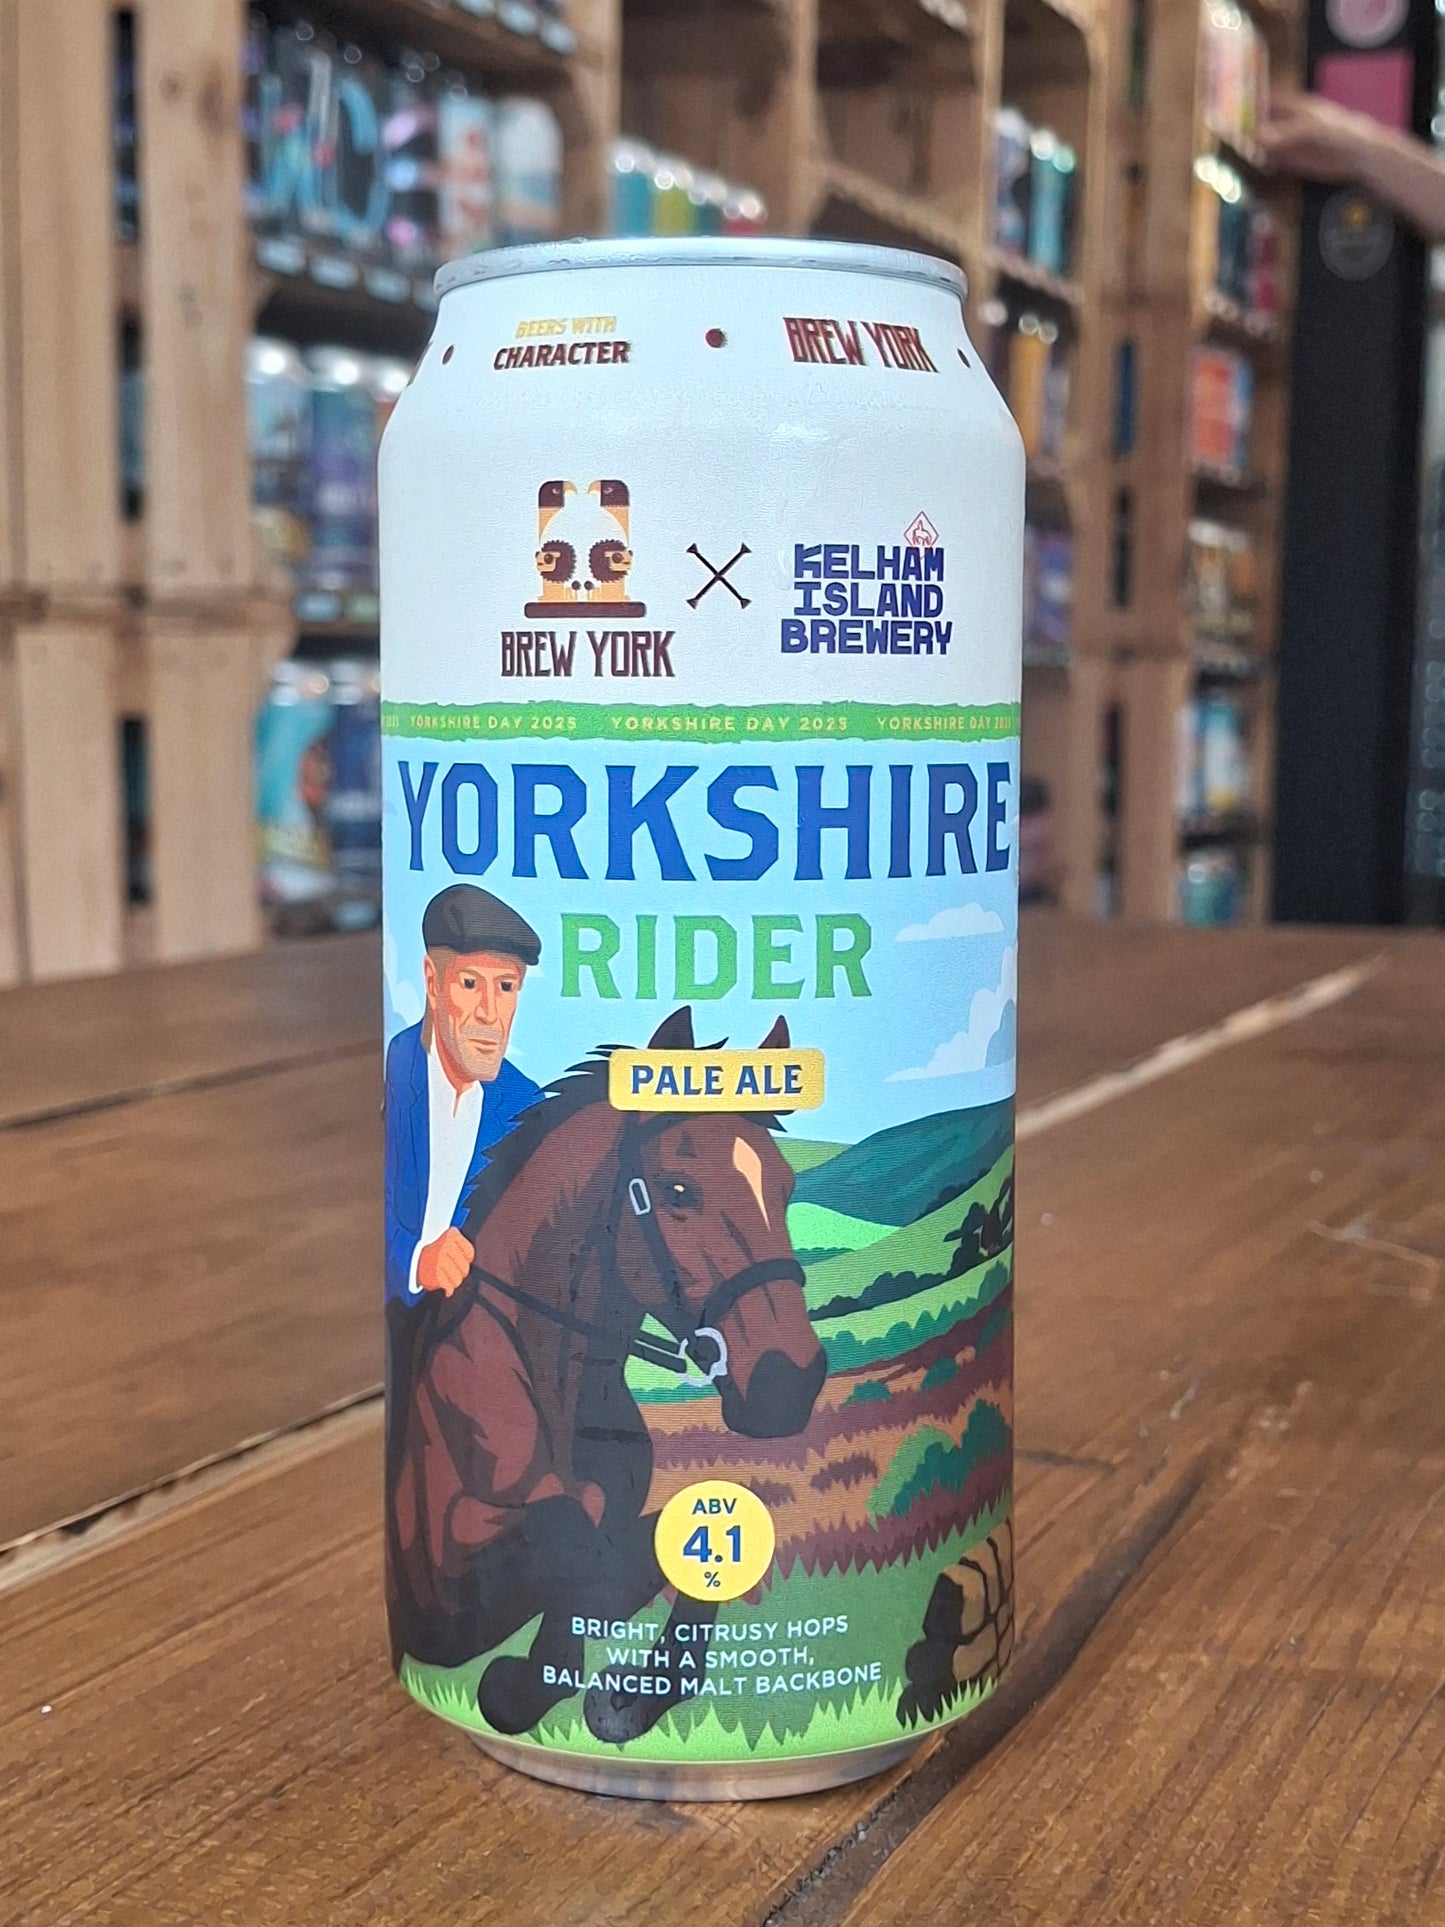 BEERS WITH
CHARACTER
BREW YORK
BREW YORK
KELHAM
ISLAND
BREWERY
YORKSHIRE DAY 2025 YORKSHIRE DAY 2025 YORKSHIRE DAY 2025
YORKSHIRE
RIDER
PALE ALE
ABV
4.1
%
BRIGHT, CITRUSY HOPS
WITH A SMOOTH,
BALANCED MALT BACKBONE